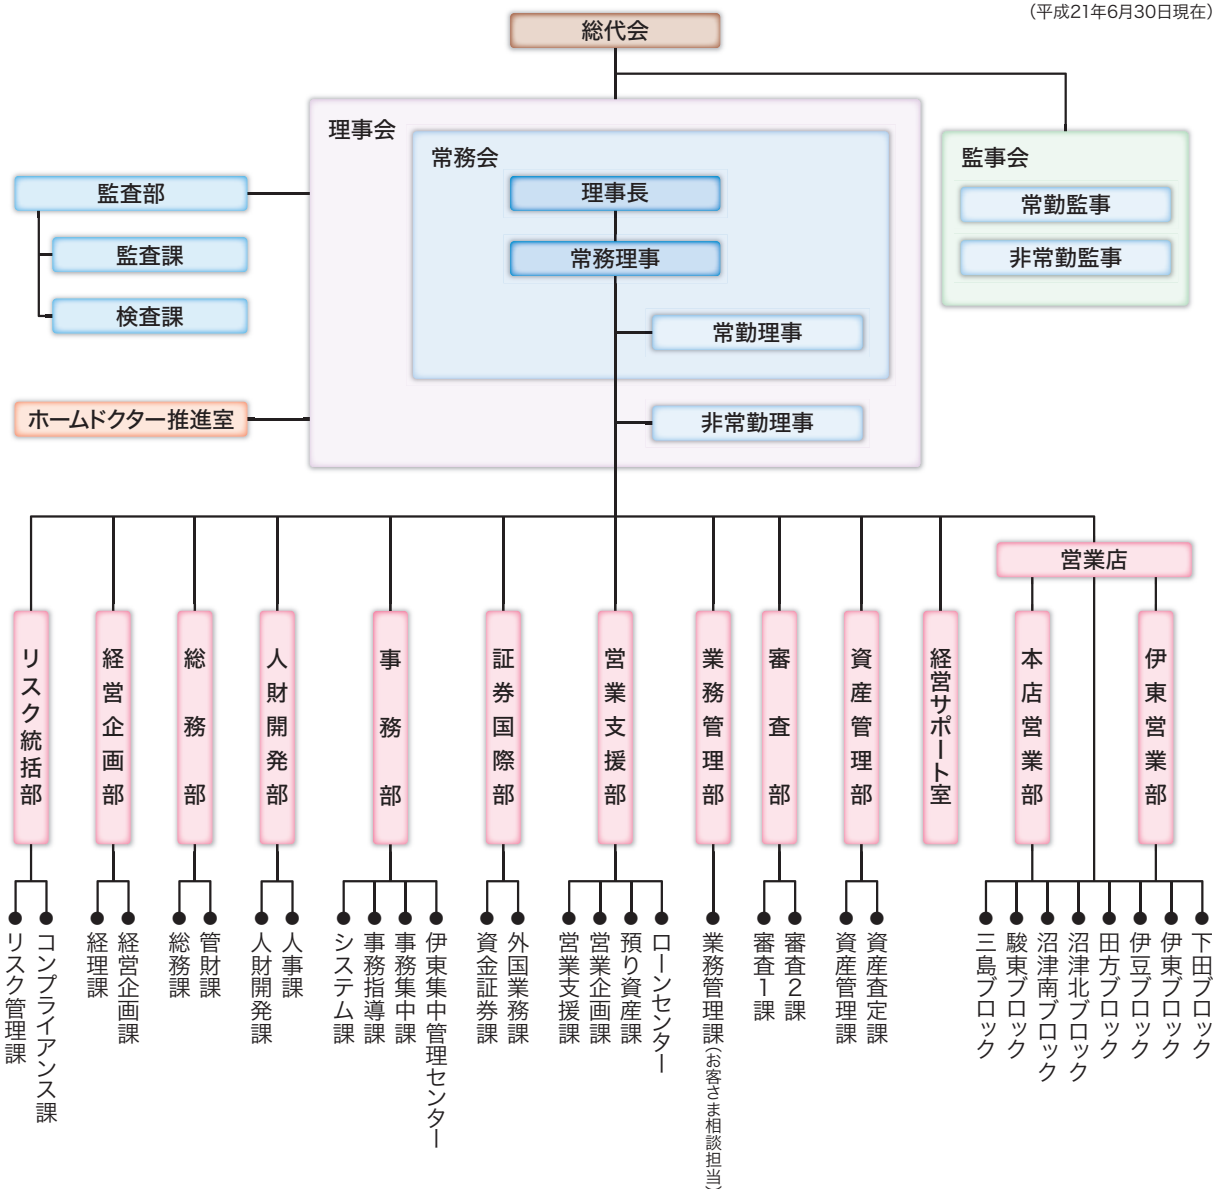 (平成21年6月30日現在)
総代会
理事会
常務会
監事会
理事長
監査部
常勤監事
常務理事
監査課
非常勤監事
検査課
常勤理事
ホームドクター推進室
非常勤理事
営業店
リスク統括部
経営企画部
総務部
人財開発部
事務部
証券国際部
営業支援部
業務管理部
審査部
資産管理部
経営サポート室
本店営業部
伊東営業部
リスク管理課
コンプライアンス課
経理課
経営企画課
総務課
管財課
人財開発課
人事課
システム課
事務指導課
事務集中課
伊東集中管理センター
資金証券課
外国業務課
営業支援課
営業企画課
預り資産課
ローンセンター
業務管理課(お客さま相談担当)
審査1課
審査2課
資産管理課
資産査定課
三島ブロック
駿東ブロック
沼津南ブロック
沼津北ブロック
田方ブロック
伊豆ブロック
伊東ブロック
下田ブロック